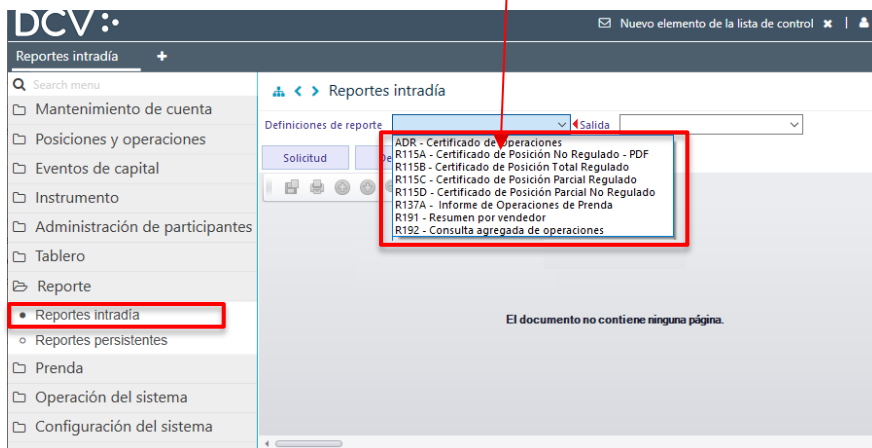 DCV
Nuevo elemento de la lista de control
Reportes intradía
Search menu
Mantenimiento de cuenta
Posiciones y operaciones
Eventos de capital
Instrumento
Administración de participantes
Tablero
Reporte
Reportes intradía
Reportes persistentes
Prenda
Operación del sistema
Configuración del sistema
Reportes intradía
Definiciones de reporte
Salida
Solicitud
ADR - Certificado de Operaciones
R115A - Certificado de Posición No Regulado - PDF
R115B - Certificado de Posición Total Regulado
R115C - Certificado de Posición Parcial Regulado
R115D - Certificado de Posición Parcial No Regulado
R137A - Informe de Operaciones de Prenda
R191 - Resumen por vendedor
R192 - Consulta agregada de operaciones
El documento no contiene ninguna página.